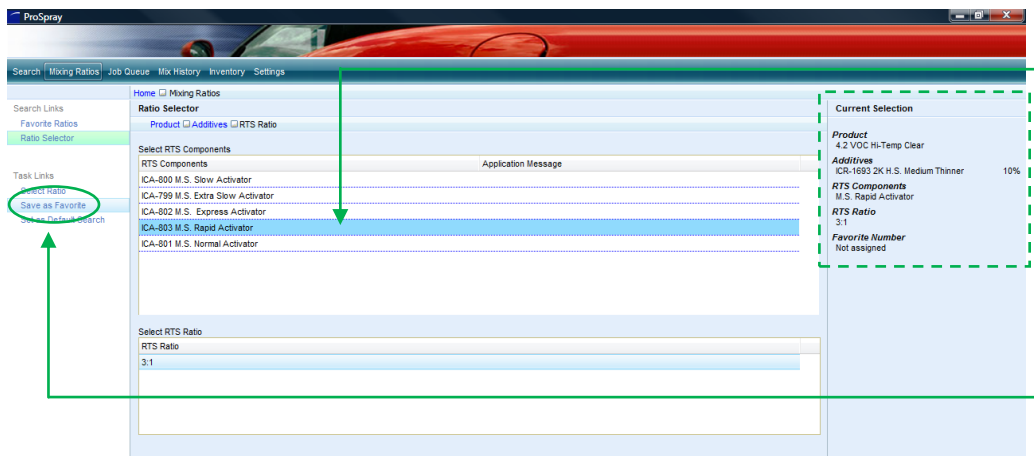 ProSpray
Search Mixing Ratios Job Queue Mix History Inventory Settings
Home Mixing Ratios
Search Links
Favorite Ratios
Ratio Selector
Task Links
Select Ratio
Save as Favorite
Set as Default Search
Ratio Selector
Product Additives RTS Ratio
Select RTS Components
RTS Components Application Message
ICA-800 M.S. Slow Activator
ICA-799 M.S. Extra Slow Activator
ICA-802 M.S. Express Activator
ICA-803 M.S. Rapid Activator
ICA-801 M.S. Normal Activator
Select RTS Ratio
RTS Ratio
3:1
Current Selection
Product
4.2 VOC Hi-Temp Clear
Additives
ICR-1693 2K H.S. Medium Thinner 10%
RTS Components
M.S. Rapid Activator
RTS Ratio
3:1
Favorite Number
Not assigned